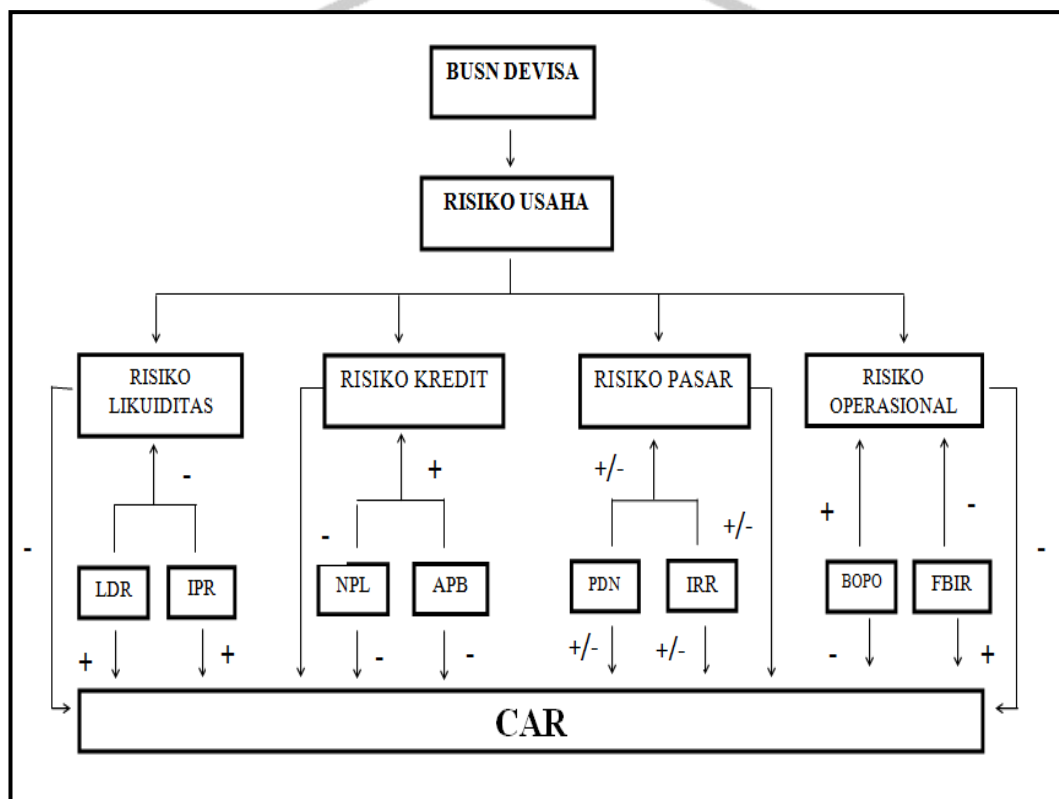 BUSN DEVISA
RISIKO USAHA
RISIKO
LIKUIDITAS
RISIKO KREDIT
RISIKO PASAR
RISIKO
OPERASIONAL
-
+
+/-
+/-
+
-
-
-
-
LDR
IPR
NPL
APB
PDN
IRR
BOPO
FBIR
+
+
-
-
+/-
+/-
-
+
CAR